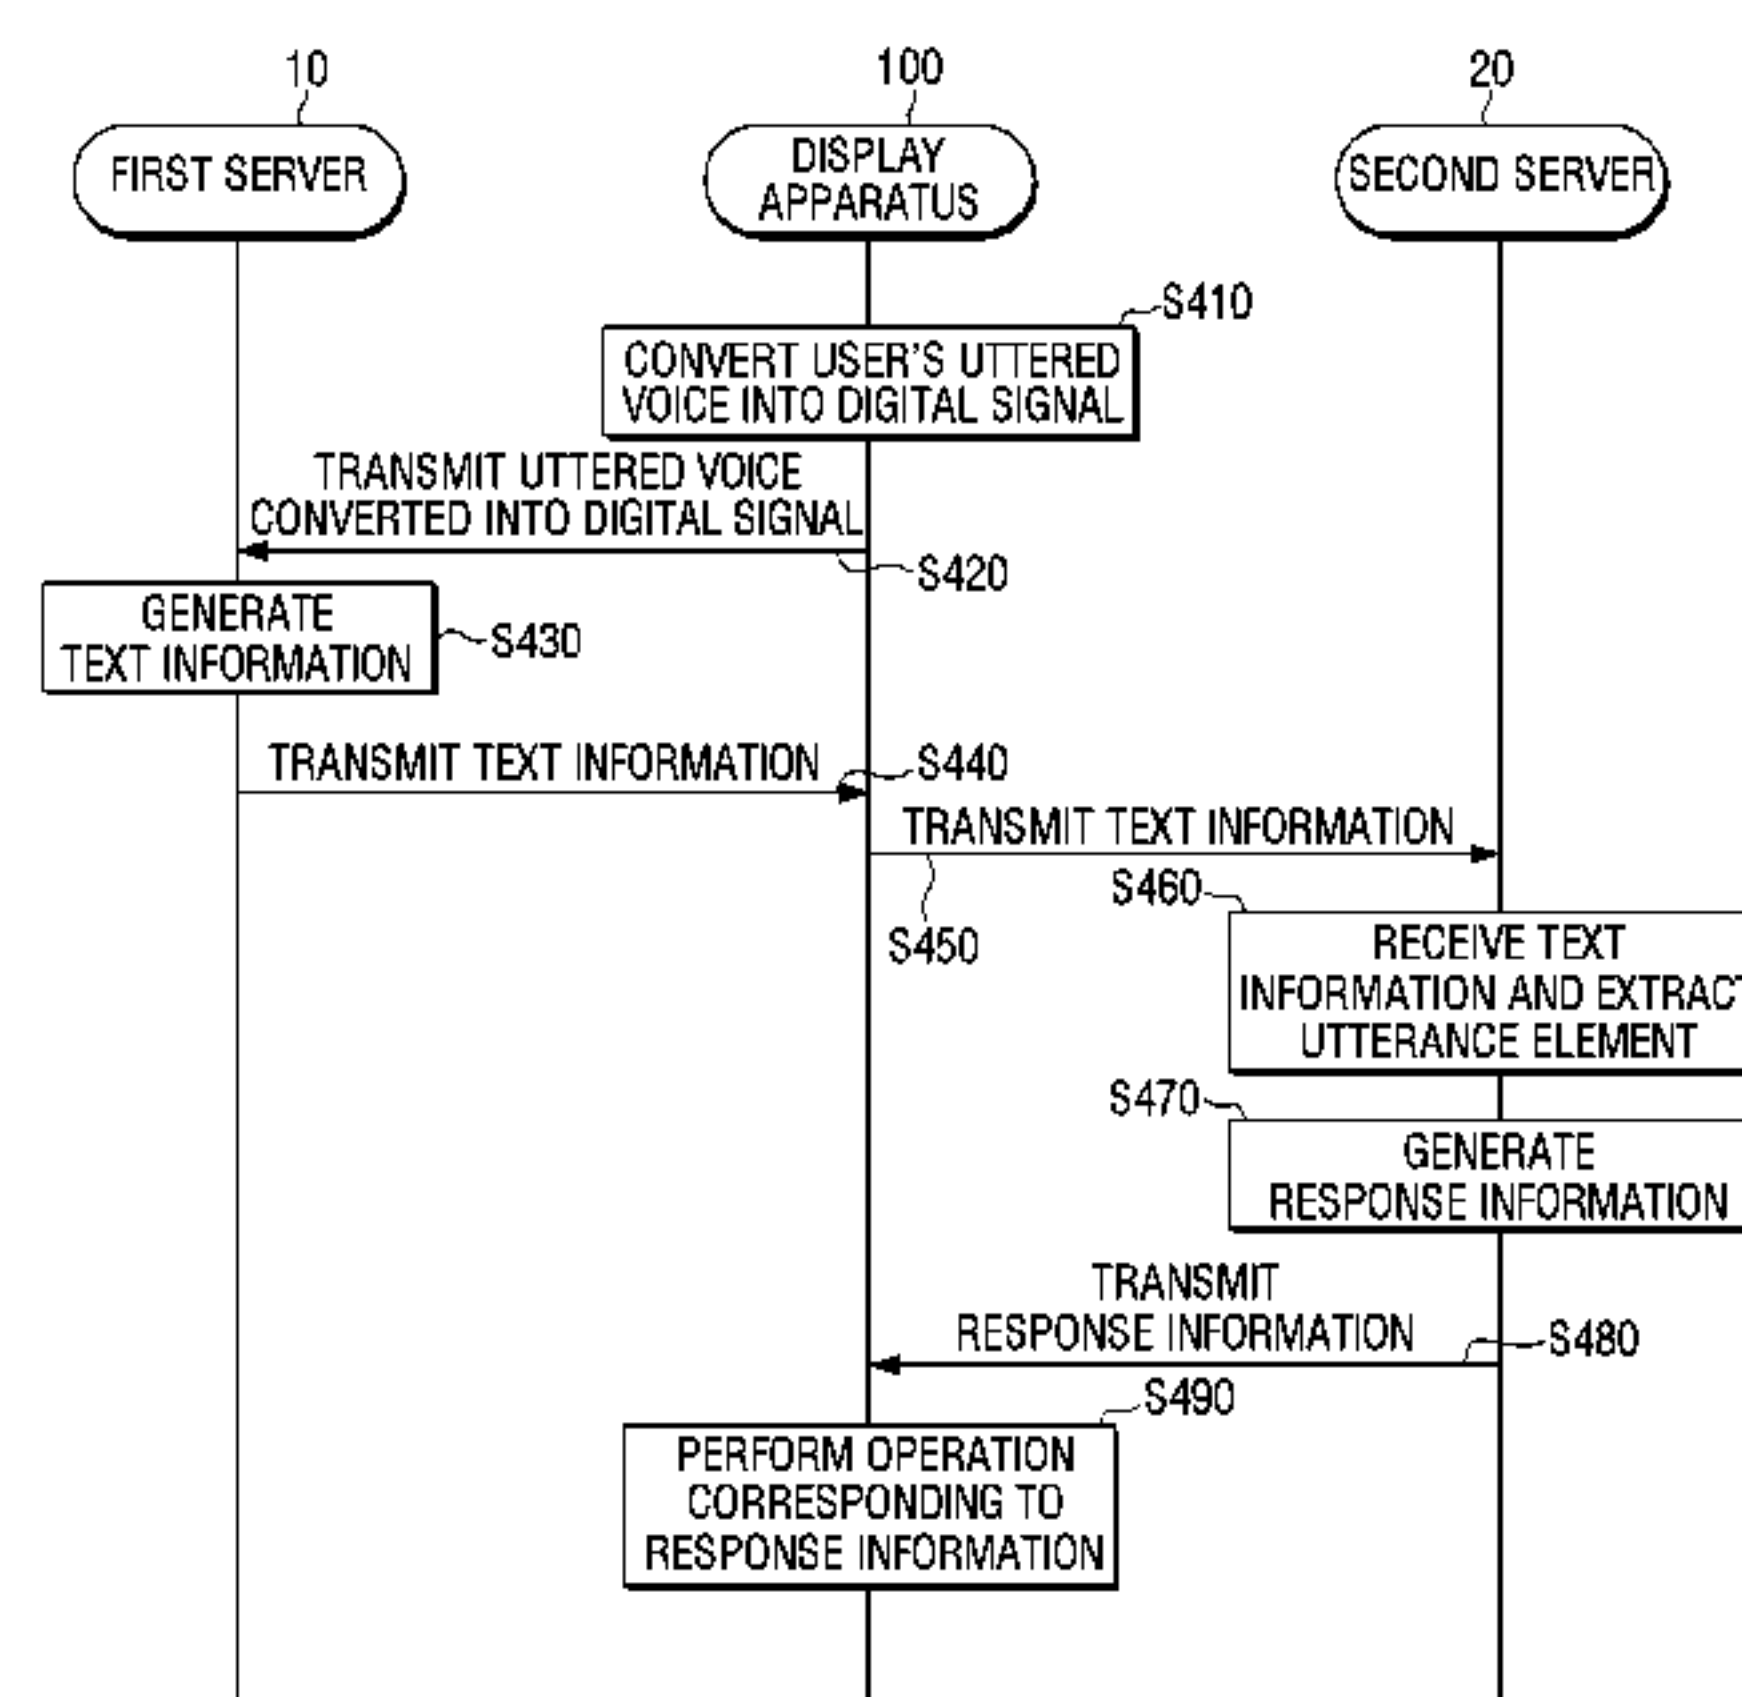 10
100
20
FIRST SERVER
DISPLAY
APPARATUS
SECOND SERVER
S410
CONVERT USER'S UTTERED
VOICE INTO DIGITAL SIGNAL
TRANSMIT UTTERED VOICE
CONVERTED INTO DIGITAL SIGNAL
S420
GENERATE
TEXT INFORMATION
S430
TRANSMIT TEXT INFORMATION
S440
TRANSMIT TEXT INFORMATION
S450
S460
RECEIVE TEXT
INFORMATION AND EXTRACT
UTTERANCE ELEMENT
S470
GENERATE
RESPONSE INFORMATION
TRANSMIT
RESPONSE INFORMATION
S480
S490
PERFORM OPERATION
CORRESPONDING TO
RESPONSE INFORMATION